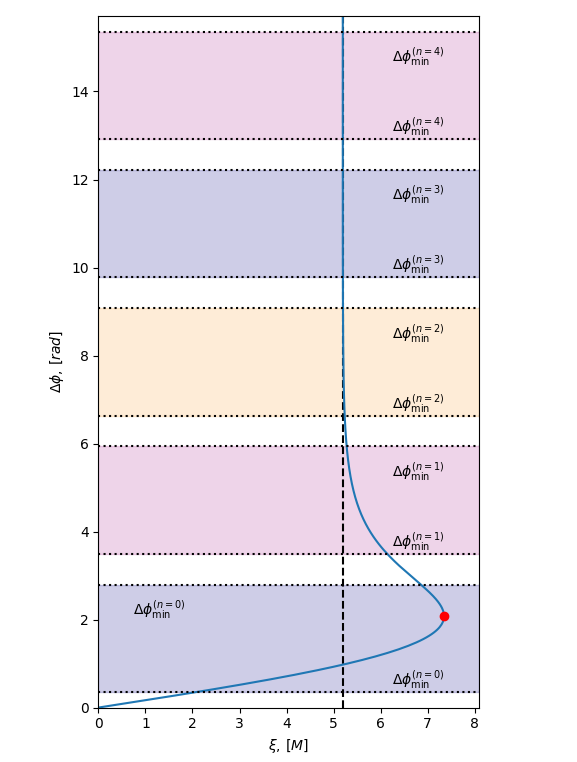 14
12
10
8
6
4
2
0
Δϕ, [rad]
Δϕ_min^(n=4)
Δϕ_min^(n=4)
Δϕ_min^(n=3)
Δϕ_min^(n=3)
Δϕ_min^(n=2)
Δϕ_min^(n=2)
Δϕ_min^(n=1)
Δϕ_min^(n=1)
Δϕ_min^(n=0)
Δϕ_min^(n=0)
0 1 2 3 4 5 6 7 8
ξ, [M]